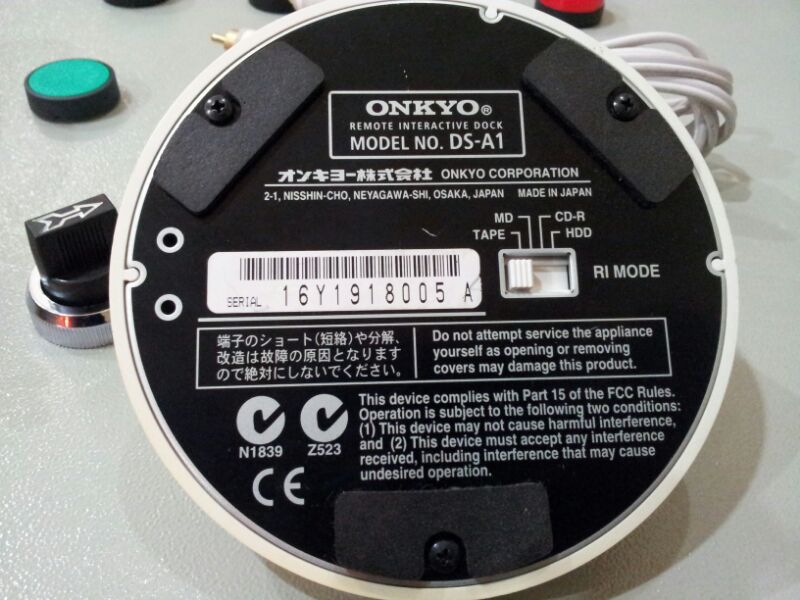 ONKYO®
REMOTE INTERACTIVE DOCK
MODEL NO. DS-A1
オンキヨー株式会社 ONKYO CORPORATION
2-1, NISSHIN-CHO, NEYAGAWA-SHI, OSAKA, JAPAN MADE IN JAPAN
MD CD-R
TAPE HDD
RI MODE
SERIAL 16Y1918005 A
端子のショート(短絡)や分解、
改造は故障の原因となります
ので絶対にしないでください。
Do not attempt service the appliance
yourself as opening or removing
covers may damage this product.
This device complies with Part 15 of the FCC Rules.
Operation is subject to the following two conditions:
(1) This device may not cause harmful interference,
and (2) This device must accept any interference
received, including interference that may cause
undesired operation.
N1839 Z523
CE